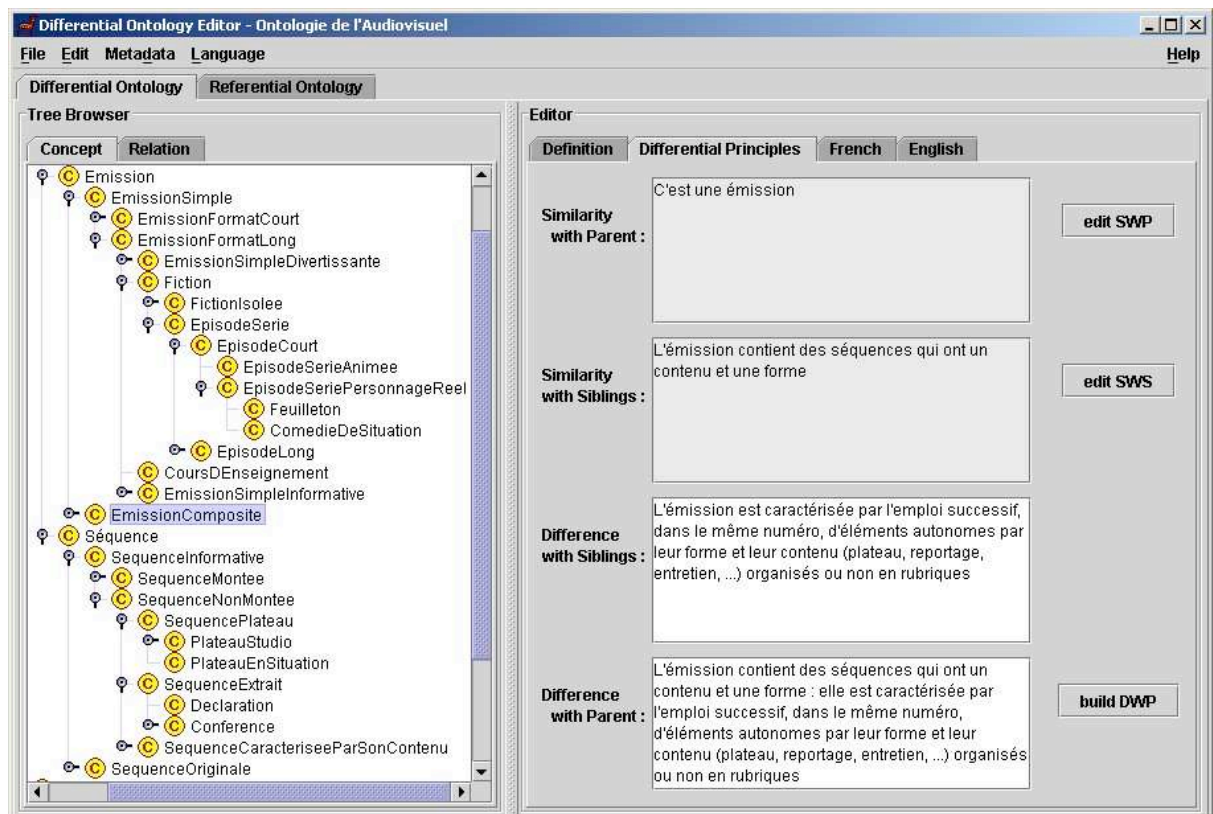 Differential Ontology Editor - Ontologie de l'Audiovisuel
File Edit Metadata Language Help
Differential Ontology Referential Ontology
Tree Browser
Concept Relation
C Emission
C EmissionSimple
C EmissionFormatCourt
C EmissionFormatLong
C EmissionSimpleDivertissante
C Fiction
C FictionIsolee
C EpisodeSerie
C EpisodeCourt
C EpisodeSerieAnimee
C EpisodeSeriePersonnageReel
C Feuilleton
C ComedieDeSituation
C EpisodeLong
C CoursDEnseignement
C EmissionSimpleInformative
C EmissionComposite
C Séquence
C SequenceInformative
C SequenceMontee
C SequenceNonMontee
C SequencePlateau
C PlateauStudio
C PlateauEnSituation
C SequenceExtrait
C Declaration
C Conference
C SequenceCaracteriseeParSonContenu
C SequenceOriginale
Editor
Definition Differential Principles French English
Similarity
with Parent :
C'est une émission
edit SWP
Similarity
with Siblings :
L'émission contient des séquences qui ont un
contenu et une forme
edit SWS
Difference
with Siblings :
L'émission est caractérisée par l'emploi successif,
dans le même numéro, d'éléments autonomes par
leur forme et leur contenu (plateau, reportage,
entretien, ...) organisés ou non en rubriques
Difference
with Parent :
L'émission contient des séquences qui ont un
contenu et une forme : elle est caractérisée par
l'emploi successif, dans le même numéro,
d'éléments autonomes par leur forme et leur
contenu (plateau, reportage, entretien, ...) organisés
ou non en rubriques
build DWP